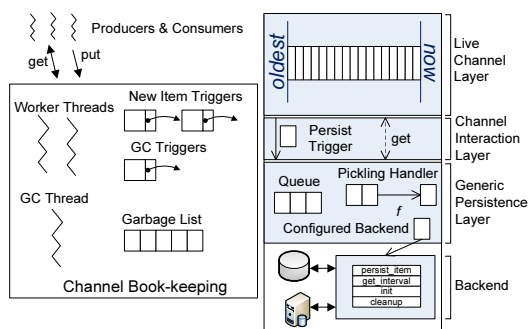 Producers & Consumers
get
put
New Item Triggers
Worker Threads
GC Triggers
GC Thread
Garbage List
Channel Book-keeping
oldest
now
Live
Channel
Layer
Persist
Trigger
get
Channel
Interaction
Layer
Pickling Handler
Queue
f
Configured Backend
Generic
Persistence
Layer
persist_item
get_interval
init
cleanup
Backend